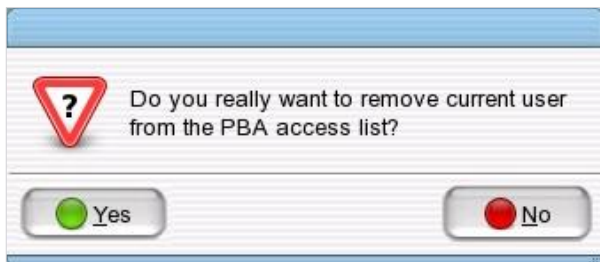 ?
Do you really want to remove current user
from the PBA access list?
Yes
No